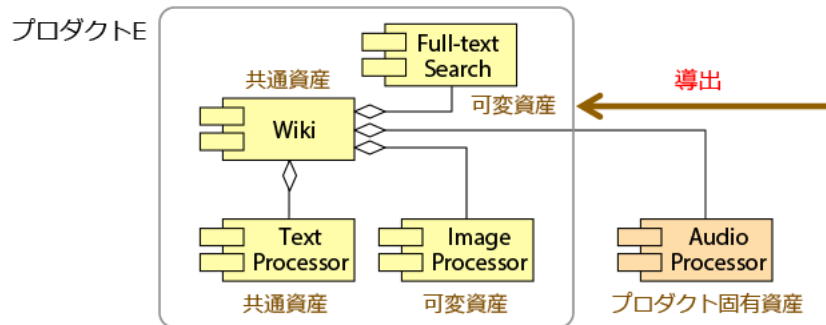 プロダクトE
Full-text
Search
共通資産
可変資産
導出
Wiki
Text
Processor
Image
Processor
Audio
Processor
共通資産
可変資産
プロダクト固有資産